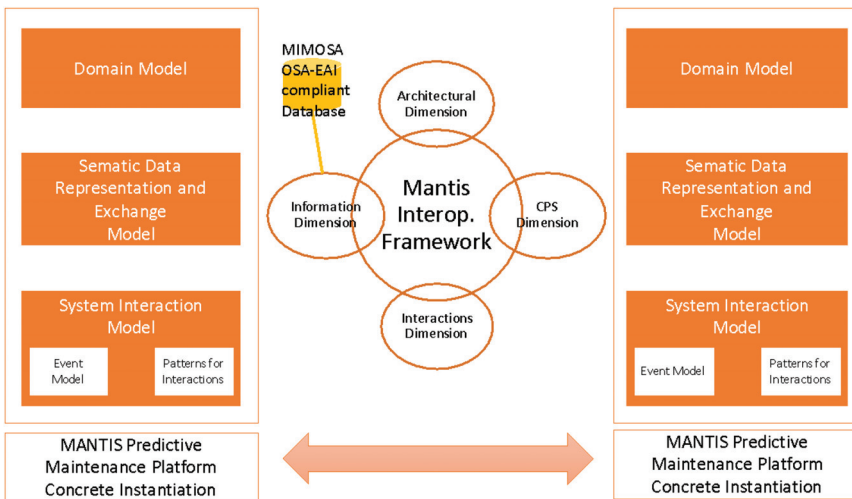 Domain Model
Sematic Data
Representation and
Exchange
Model
System Interaction
Model
Event
Model
Patterns for
Interactions
MANTIS Predictive
Maintenance Platform
Concrete Instantiation
MIMOSA
OSA-EAI
compliant
Database
Architectural
Dimension
Information
Dimension
Mantis
Interop.
Framework
CPS
Dimension
Interactions
Dimension
Domain Model
Sematic Data
Representation and
Exchange
Model
System Interaction
Model
Event Model
Patterns for
Interactions
MANTIS Predictive
Maintenance Platform
Concrete Instantiation